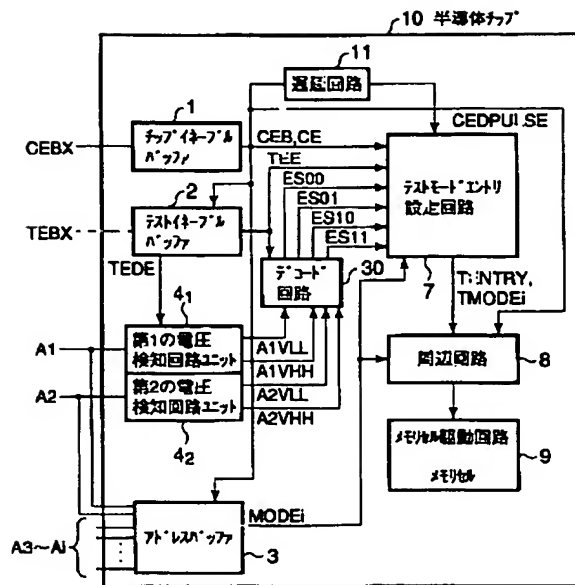 10 半導体チップ
11
遅延回路
1
チップイネーブル
バッファ
CEBX
CEB,CE
CEDPULSE
TEE
ES00
ES01
ES10
ES11
テストモードエントリ
設定回路
7
2
テストイネーブル
バッファ
TEBX
TEDE
デコード
回路
30
TENTRY,
TMODEi
4₁
第1の電圧
検知回路ユニット
A1
A1VLL
A1VHH
第2の電圧
検知回路ユニット
A2
A2VLL
A2VHH
4₂
周辺回路
8
メモリセル駆動回路
メモリセル
9
アドレスバッファ
MODEi
3
A3~Ai